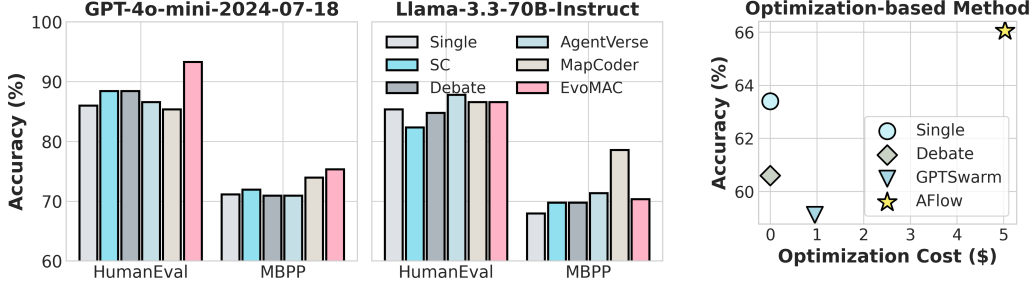 GPT-4o-mini-2024-07-18
Accuracy (%)
100
90
80
70
60
HumanEval
MBPP
Llama-3.3-70B-Instruct
Single
SC
Debate
AgentVerse
MapCoder
EvoMAC
HumanEval
MBPP
Optimization-based Method
Accuracy (%)
66
64
62
60
Single
Debate
GPTSwarm
AFlow
0
1
2
3
4
5
Optimization Cost ($)